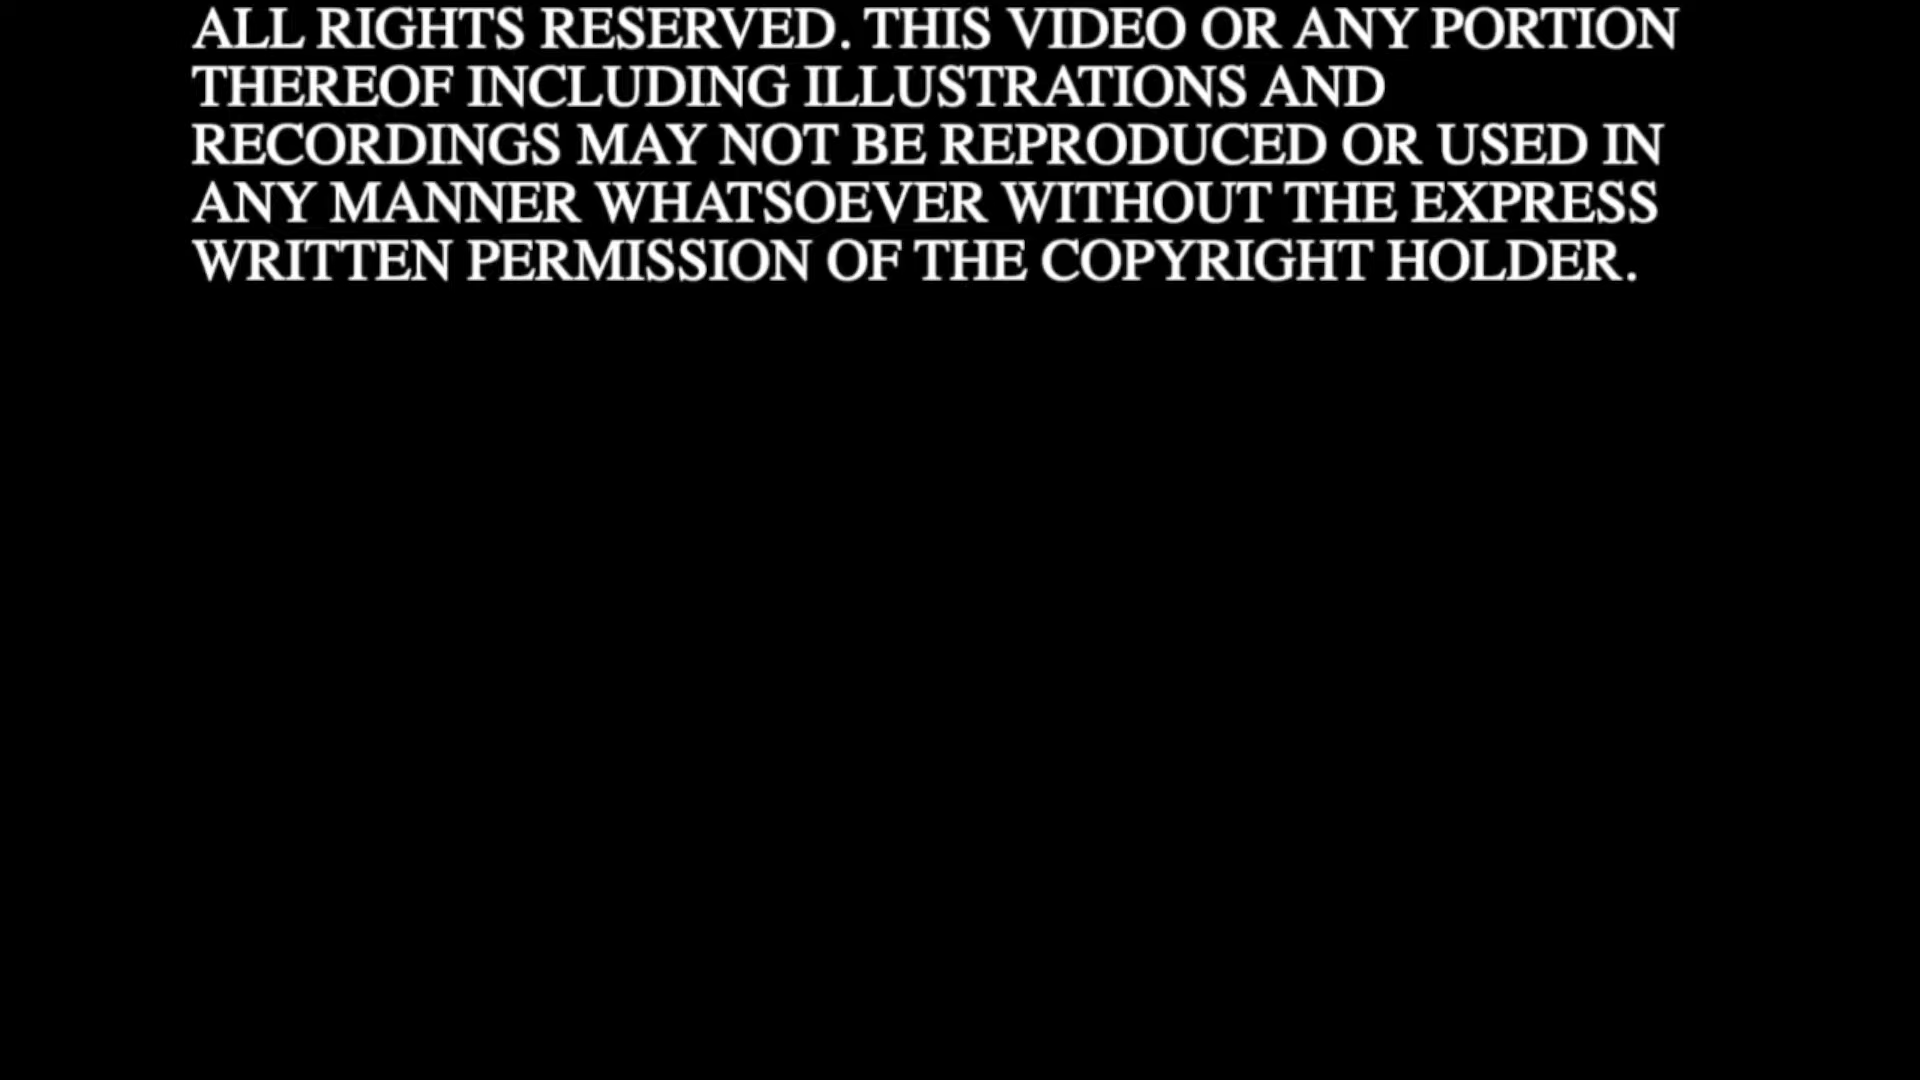 ALL RIGHTS RESERVED. THIS VIDEO OR ANY PORTION
THEREOF INCLUDING ILLUSTRATIONS AND
RECORDINGS MAY NOT BE REPRODUCED OR USED IN
ANY MANNER WHATSOEVER WITHOUT THE EXPRESS
WRITTEN PERMISSION OF THE COPYRIGHT HOLDER.